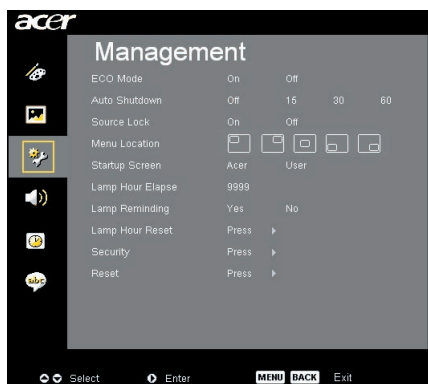 acer
Management
ECO Mode On Off
Auto Shutdown Off 15 30 60
Source Lock On Off
Menu Location
Startup Screen Acer User
Lamp Hour Elapse 9999
Lamp Reminding Yes No
Lamp Hour Reset Press
Security Press
Reset Press
abc
Select Enter MENU BACK Exit